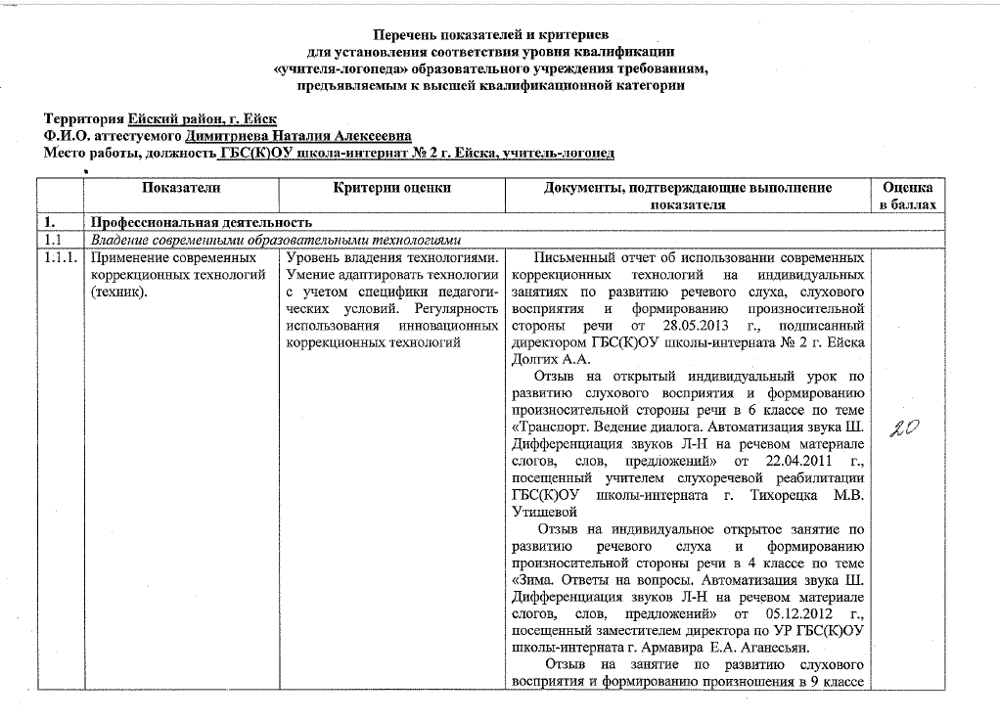 Перечень показателей и критериев
для установления соответствия уровня квалификации
«учителя-логопеда» образовательного учреждения требованиям,
предъявляемым к высшей квалификационной категории
Территория Ейский район, г. Ейск
Ф.И.О. аттестуемого Димитриева Наталия Алексеевна
Место работы, должность ГБС(К)ОУ школа-интернат № 2 г. Ейска, учитель-логопед
Показатели
Критерии оценки
Документы, подтверждающие выполнение
показателя
Оценка
в баллах
1.
Профессиональная деятельность
1.1
Владение современными образовательными технологиями
1.1.1.
Применение современных
коррекционных технологий
(техник).
Уровень владения технологиями.
Умение адаптировать технологии
с учетом специфики педагоги-
ческих условий. Регулярность
использования инновационных
коррекционных технологий
Письменный отчет об использовании современных
коррекционных технологий на индивидуальных
занятиях по развитию речевого слуха, слухового
восприятия и формированию произносительной
стороны речи от 28.05.2013 г., подписанный
директором ГБС(К)ОУ школы-интерната № 2 г. Ейска
Долгих А.А.
Отзыв на открытый индивидуальный урок по
развитию слухового восприятия и формированию
произносительной стороны речи в 6 классе по теме
«Транспорт. Ведение диалога. Автоматизация звука Ш.
Дифференциация звуков Л-Н на речевом материале
слогов, слов, предложений» от 22.04.2011 г.,
посещенный учителем слухоречевой реабилитации
ГБС(К)ОУ школы-интерната г. Тихорецка М.В.
Утишевой
Отзыв на индивидуальное открытое занятие по
развитию речевого слуха и формированию
произносительной стороны речи в 4 классе по теме
«Зима. Ответы на вопросы. Автоматизация звука Ш.
Дифференциация звуков Л-Н на речевом материале
слогов, слов, предложений» от 05.12.2012 г.,
посещенный заместителем директора по УР ГБС(К)ОУ
школы-интерната г. Армавира Е.А. Аганесьян.
Отзыв на занятие по развитию слухового
восприятия и формированию произношения в 9 классе
20